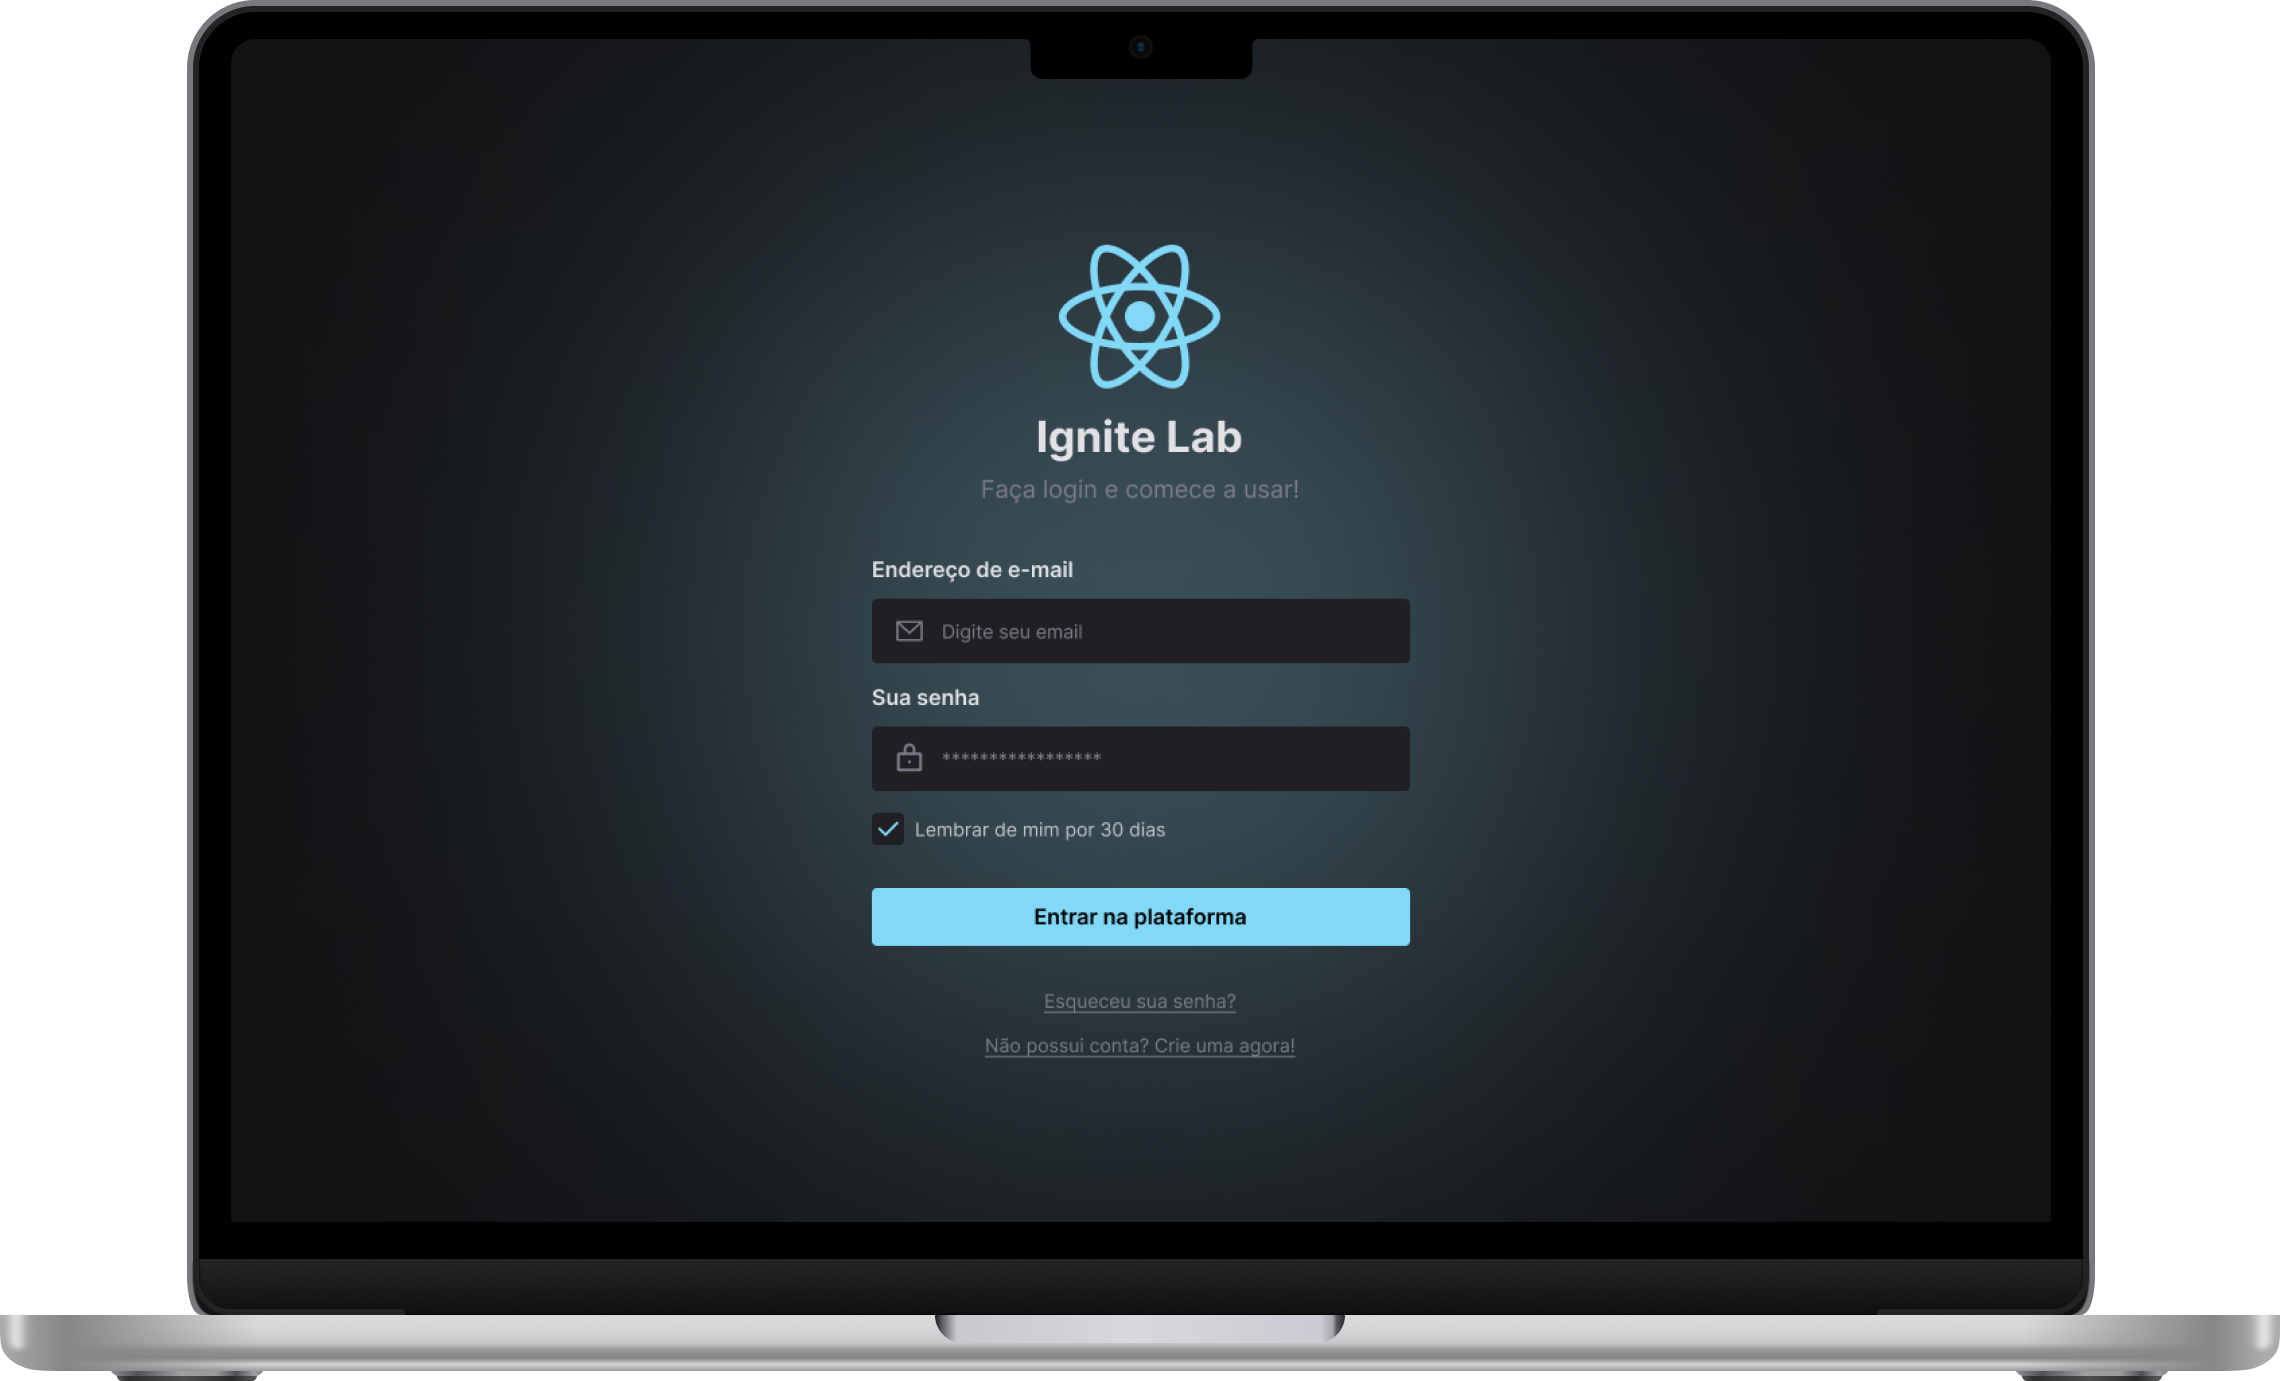 Ignite Lab
Faça login e comece a usar!
Endereço de e-mail
Digite seu email
Sua senha
*****************
Lembrar de mim por 30 dias
Entrar na plataforma
Esqueceu sua senha?
Não possui conta? Crie uma agora!